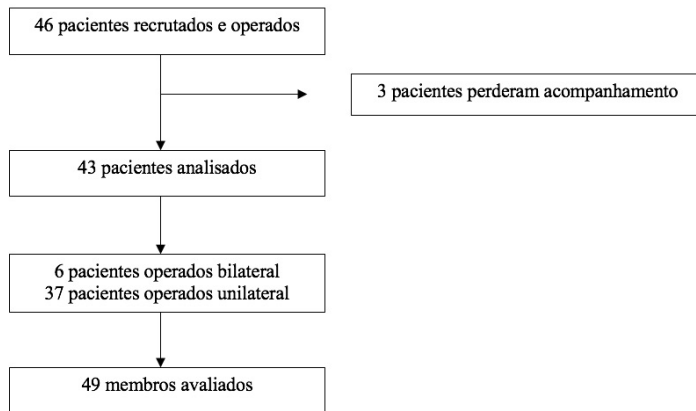 46 pacientes recrutados e operados
3 pacientes perderam acompanhamento
43 pacientes analisados
6 pacientes operados bilateral
37 pacientes operados unilateral
49 membros avaliados